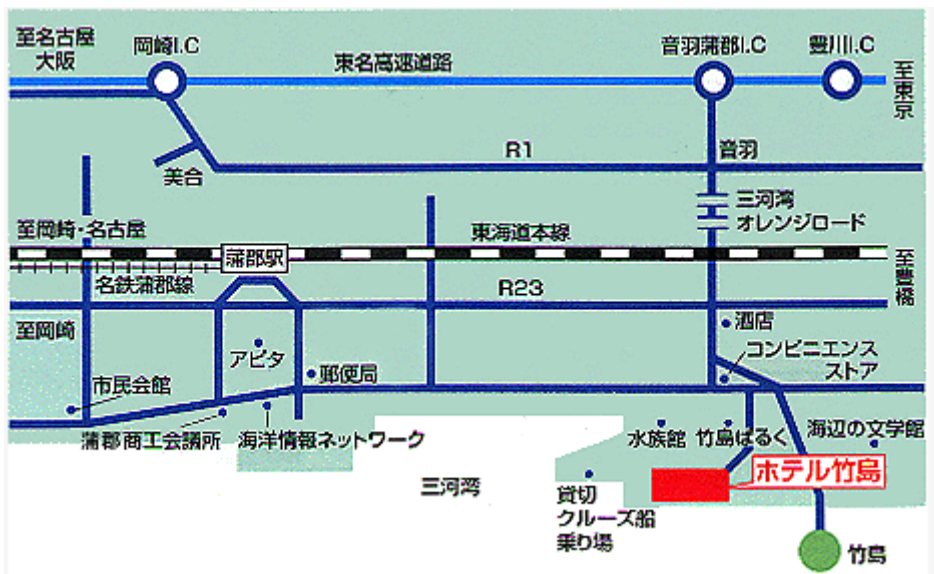 至名古屋
大阪
岡崎I.C
東名高速道路
音羽蒲郡I.C
豊川I.C
至東京
R1
音羽
美合
三河湾
オレンジロード
至岡崎・名古屋
蒲郡駅
東海道本線
至豊橋
名鉄蒲郡線
R23
至岡崎
酒店
アピタ
コンビニエンス
ストア
郵便局
市民会館
蒲郡商工会議所
海洋情報ネットワーク
水族館
竹島ぱるく
海辺の文学館
ホテル竹島
三河湾
貸切
クルーズ船
乗り場
竹島